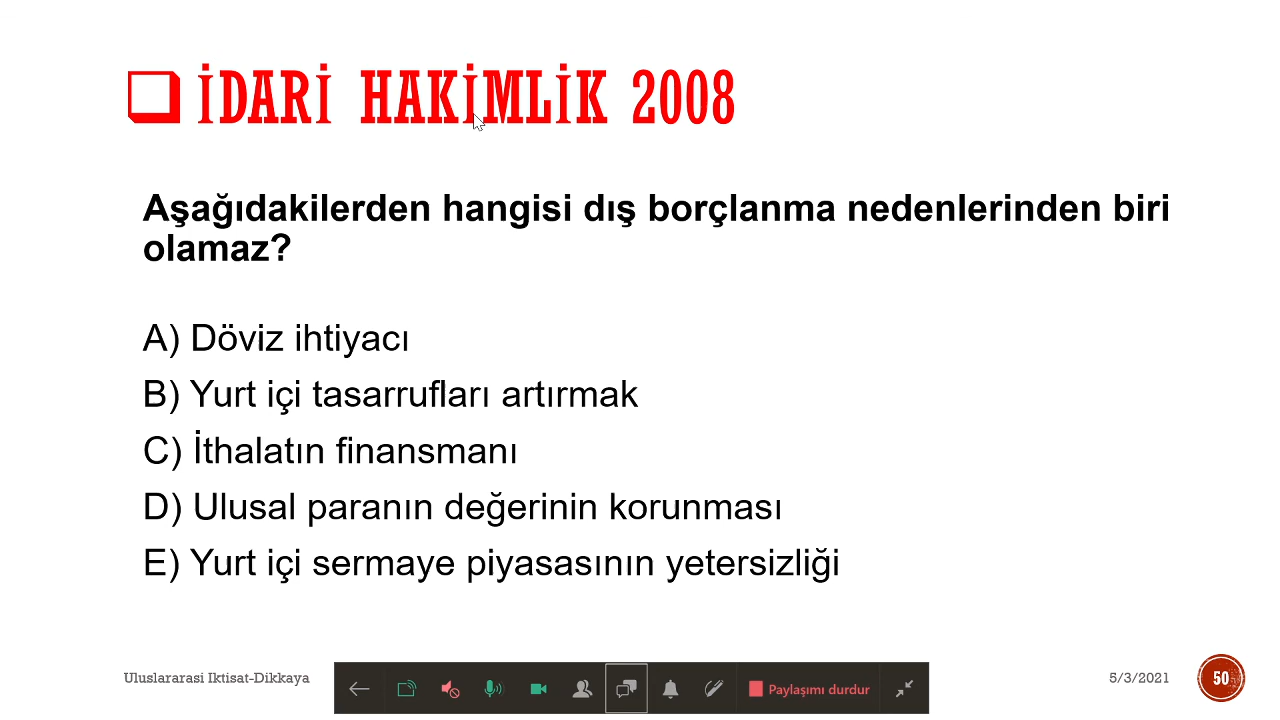 İDARİ HAKİMLİK 2008
Aşağıdakilerden hangisi dış borçlanma nedenlerinden biri
olamaz?
A) Döviz ihtiyacı
B) Yurt içi tasarrufları artırmak
C) İthalatın finansmanı
D) Ulusal paranın değerinin korunması
E) Yurt içi sermaye piyasasının yetersizliği
Uluslararasi Iktisat-Dikkaya
Paylaşımı durdur
5/3/2021
50